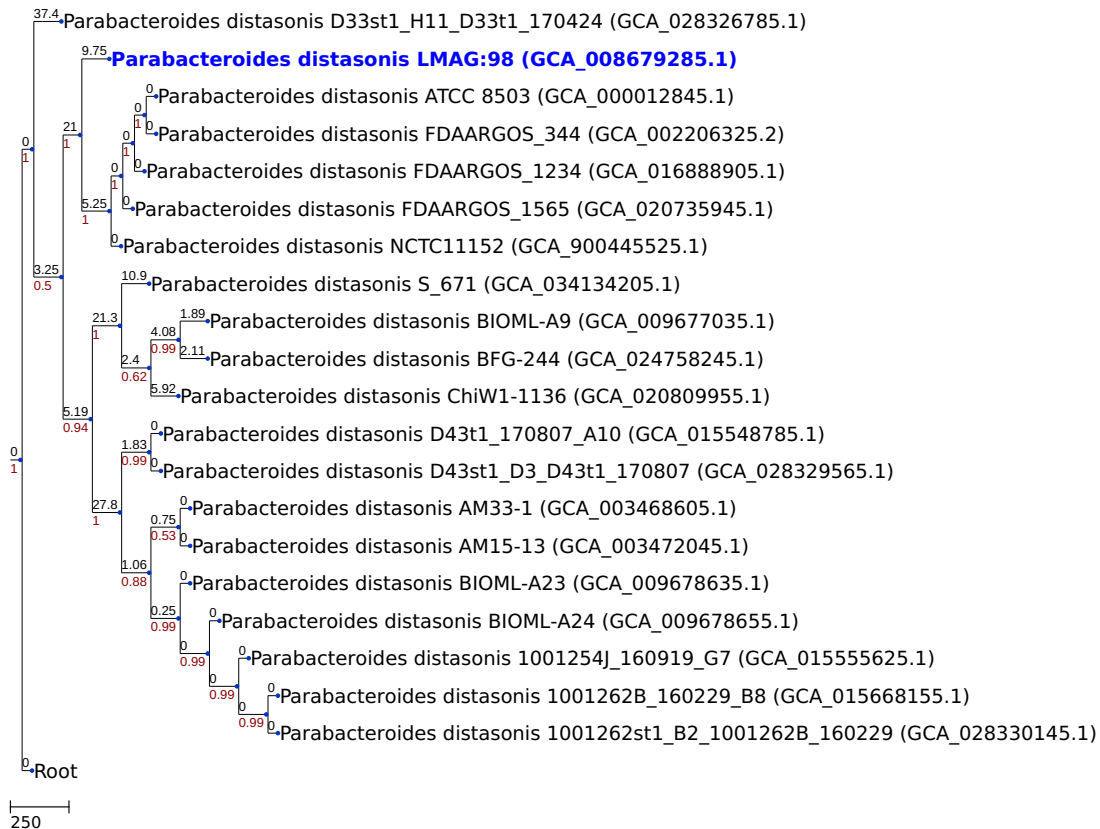 37.4 Parabacteroides distasonis D33st1_H11_D33t1_170424 (GCA_028326785.1)
9.75 Parabacteroides distasonis LMAG:98 (GCA_008679285.1)
0 Parabacteroides distasonis ATCC 8503 (GCA_000012845.1)
0
1
0 Parabacteroides distasonis FDAARGOS_344 (GCA_002206325.2)
21
1
0
1
0
1
0 Parabacteroides distasonis FDAARGOS_1234 (GCA_016888905.1)
0
1
5.25
1
0 Parabacteroides distasonis FDAARGOS_1565 (GCA_020735945.1)
0 Parabacteroides distasonis NCTC11152 (GCA_900445525.1)
3.25
0.5
10.9 Parabacteroides distasonis S_671 (GCA_034134205.1)
21.3
1
1.89 Parabacteroides distasonis BIOML-A9 (GCA_009677035.1)
4.08
0.99
2.11 Parabacteroides distasonis BFG-244 (GCA_024758245.1)
2.4
0.62
5.92 Parabacteroides distasonis ChiW1-1136 (GCA_020809955.1)
5.19
0.94
0 Parabacteroides distasonis D43t1_170807_A10 (GCA_015548785.1)
1.83
0.99
0
1
0 Parabacteroides distasonis D43st1_D3_D43t1_170807 (GCA_028329565.1)
27.8
1
0 Parabacteroides distasonis AM33-1 (GCA_003468605.1)
0.75
0.53
0 Parabacteroides distasonis AM15-13 (GCA_003472045.1)
1.06
0.88
0 Parabacteroides distasonis BIOML-A23 (GCA_009678635.1)
0.25
0.99
0 Parabacteroides distasonis BIOML-A24 (GCA_009678655.1)
0
0.99
0 Parabacteroides distasonis 1001254J_160919_G7 (GCA_015555625.1)
0
0.99
0 Parabacteroides distasonis 1001262B_160229_B8 (GCA_015668155.1)
0
0.99
0 Parabacteroides distasonis 1001262st1_B2_1001262B_160229 (GCA_028330145.1)
0 Root
250